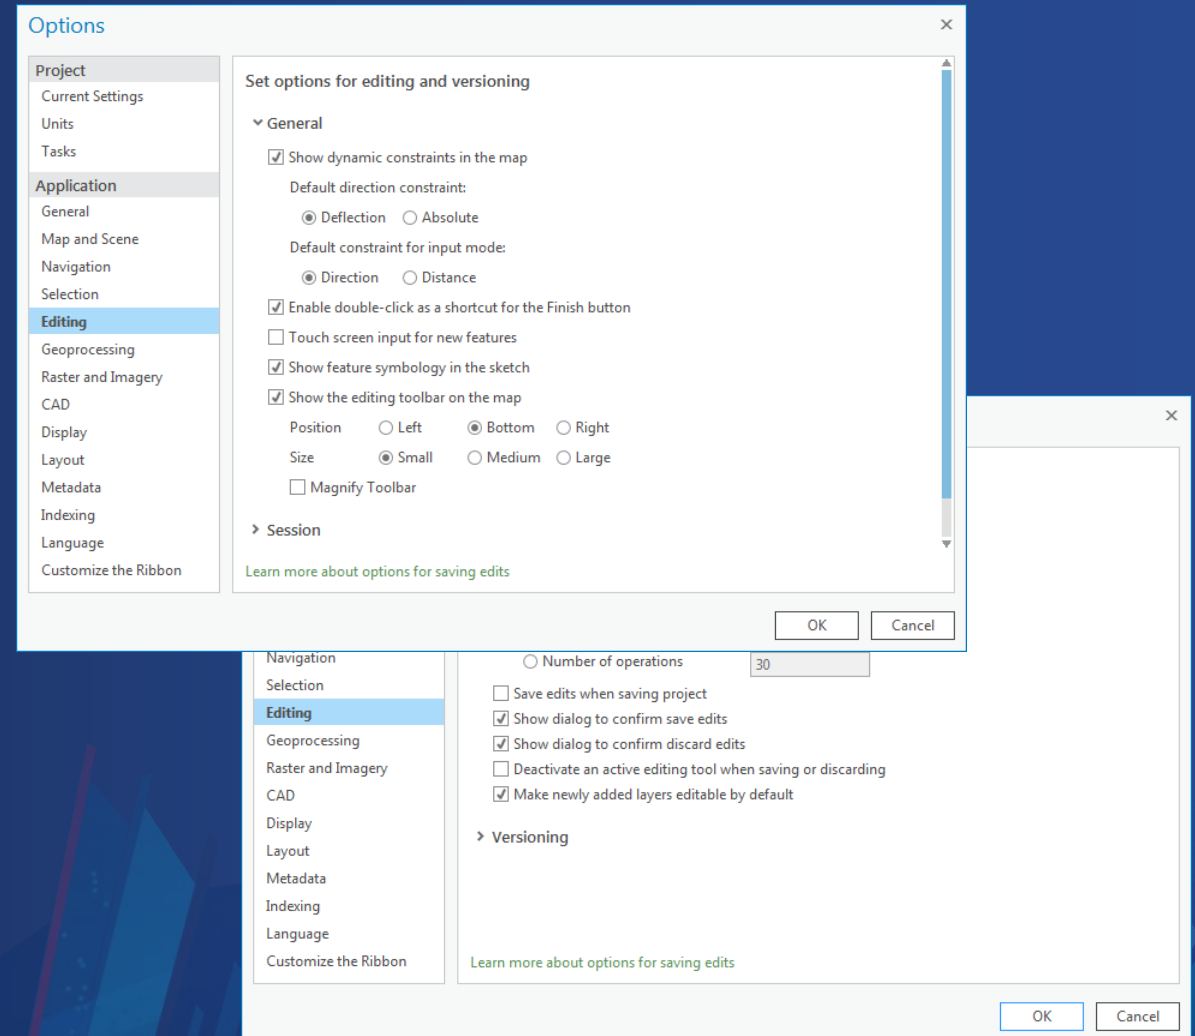 Options
Project
Current Settings
Units
Tasks
Application
General
Map and Scene
Navigation
Selection
Editing
Geoprocessing
Raster and Imagery
CAD
Display
Layout
Metadata
Indexing
Language
Customize the Ribbon
Set options for editing and versioning
General
Show dynamic constraints in the map
Default direction constraint:
Deflection Absolute
Default constraint for input mode:
Direction Distance
Enable double-click as a shortcut for the Finish button
Touch screen input for new features
Show feature symbology in the sketch
Show the editing toolbar on the map
Position Left Bottom Right
Size Small Medium Large
Magnify Toolbar
Session
Learn more about options for saving edits
OK Cancel
Navigation
Selection
Editing
Geoprocessing
Raster and Imagery
CAD
Display
Layout
Metadata
Indexing
Language
Customize the Ribbon
Number of operations 30
Save edits when saving project
Show dialog to confirm save edits
Show dialog to confirm discard edits
Deactivate an active editing tool when saving or discarding
Make newly added layers editable by default
Versioning
Learn more about options for saving edits
OK Cancel